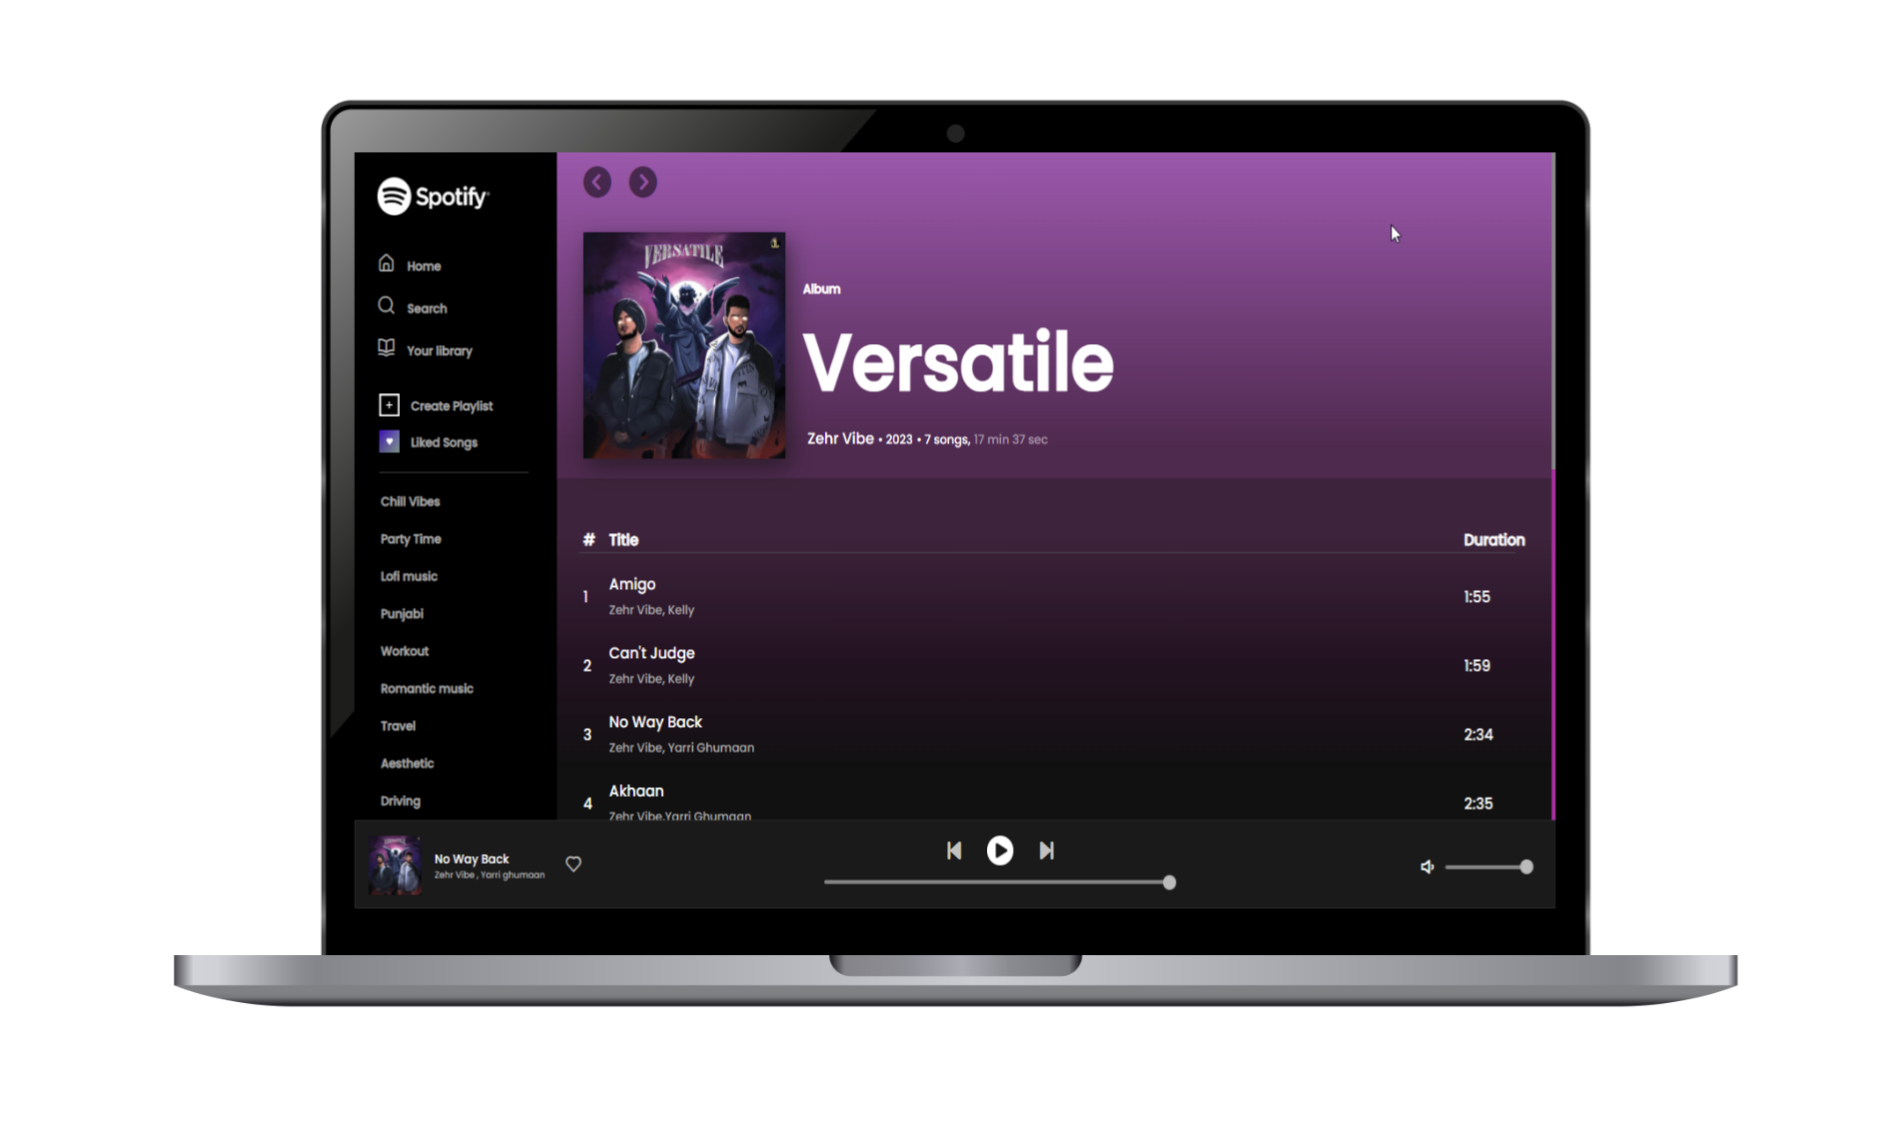 Spotify
Home
Search
Your library
Create Playlist
Liked Songs
Chill Vibes
Party Time
Lofi music
Punjabi
Workout
Romantic music
Travel
Aesthetic
Driving
VERSATILE
Album
Versatile
Zehr Vibe • 2023 • 7 songs, 17 min 37 sec
# Title Duration
1 Amigo 1:55
Zehr Vibe, Kelly
2 Can't Judge 1:59
Zehr Vibe, Kelly
3 No Way Back 2:34
Zehr Vibe, Yarri Ghumaan
4 Akhaan 2:35
Zehr Vibe,Yarri Ghumaan
No Way Back
Zehr Vibe , Yarri ghumaan